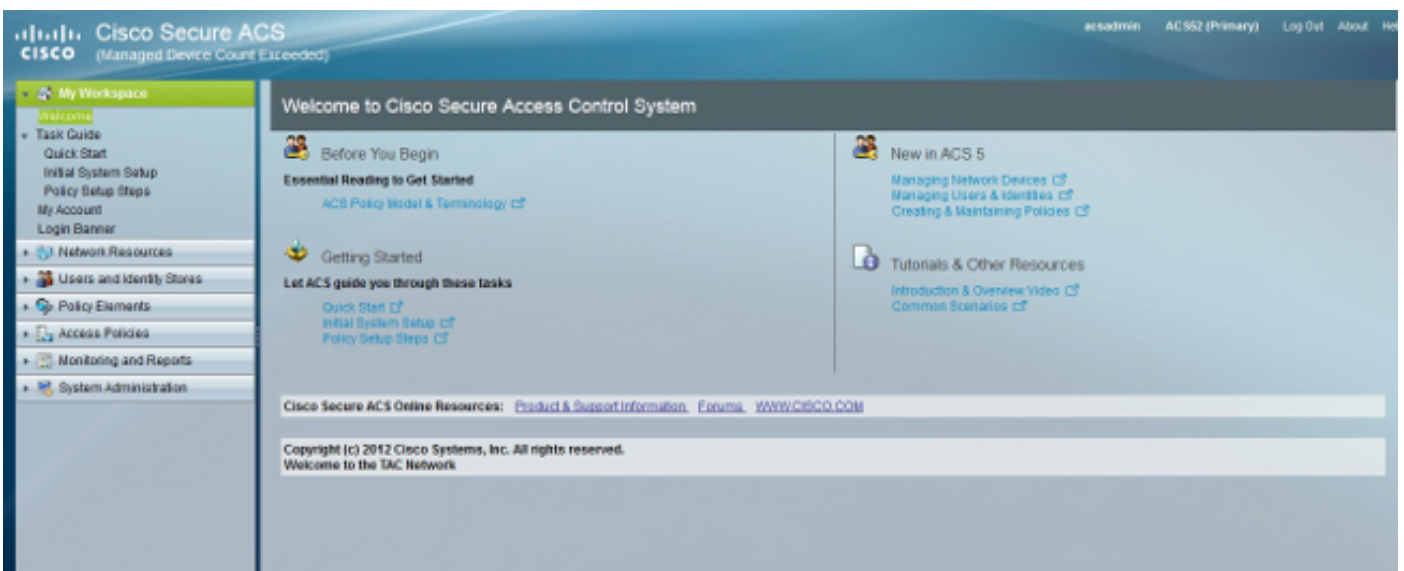 Cisco Secure ACS
CISCO (Managed Device Count Exceeded)
acsadmin ACS52 (Primary) Log Out About Hel
My Workspace
Welcome
Task Guide
Quick Start
Initial System Setup
Policy Setup Steps
My Account
Login Banner
Network Resources
Users and Identity Stores
Policy Elements
Access Policies
Monitoring and Reports
System Administration
Welcome to Cisco Secure Access Control System
Before You Begin
Essential Reading to Get Started
ACS Policy Model & Terminology
Getting Started
Let ACS guide you through these tasks
Quick Start
Initial System Setup
Policy Setup Steps
New in ACS 5
Managing Network Devices
Managing Users & Identities
Creating & Maintaining Policies
Tutorials & Other Resources
Introduction & Overview Video
Common Scenarios
Cisco Secure ACS Online Resources: Product & Support Information Forums WWW.CISCO.COM
Copyright (c) 2012 Cisco Systems, Inc. All rights reserved.
Welcome to the TAC Network